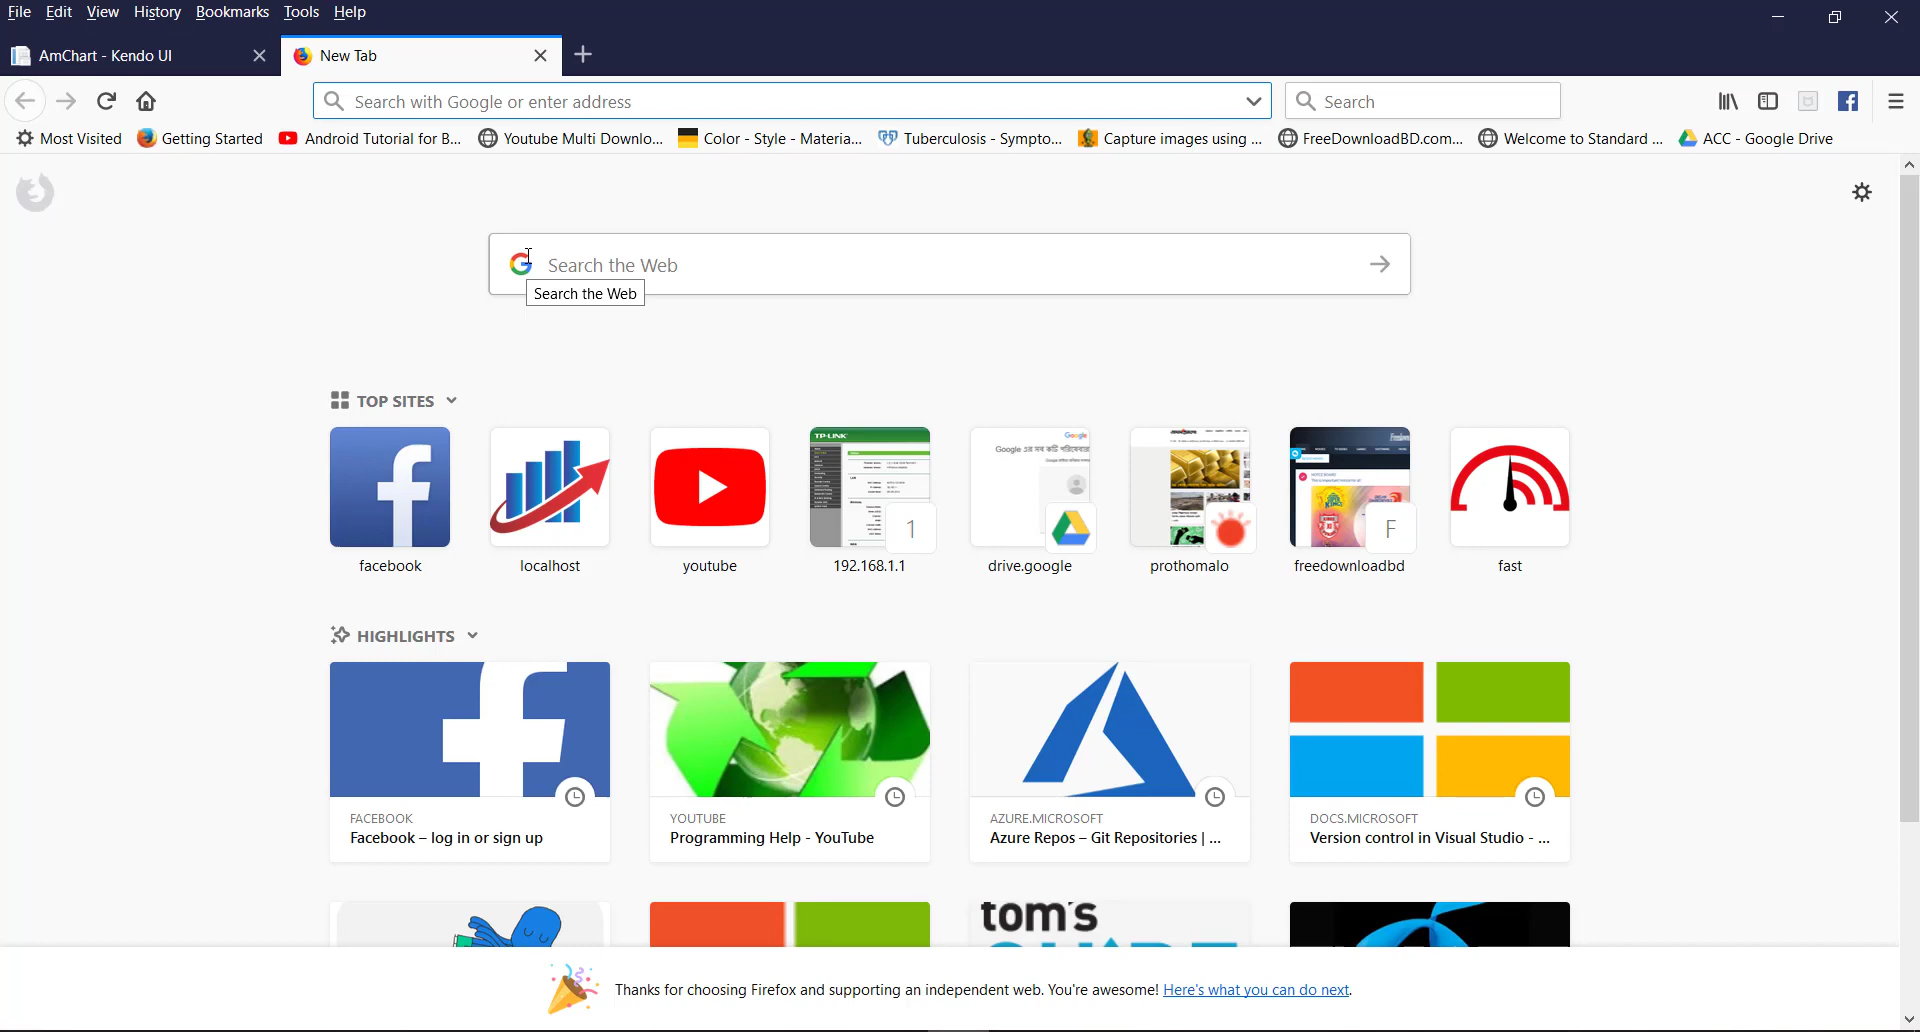 File Edit View History Bookmarks Tools Help
AmChart - Kendo UI
New Tab
Search with Google or enter address
Search
Most Visited
Getting Started
Android Tutorial for B...
Youtube Multi Downlo...
Color - Style - Materia...
Tuberculosis - Sympto...
Capture images using ...
FreeDownloadBD.com...
Welcome to Standard ...
ACC - Google Drive
Search the Web
Search the Web
TOP SITES
TP-LINK
1
Google
F
facebook
localhost
youtube
192.168.1.1
drive.google
prothomalo
freedownloadbd
fast
HIGHLIGHTS
FACEBOOK
Facebook – log in or sign up
YOUTUBE
Programming Help - YouTube
AZURE.MICROSOFT
Azure Repos – Git Repositories | ...
DOCS.MICROSOFT
Version control in Visual Studio - ...
tom's
Thanks for choosing Firefox and supporting an independent web. You're awesome! Here's what you can do next.